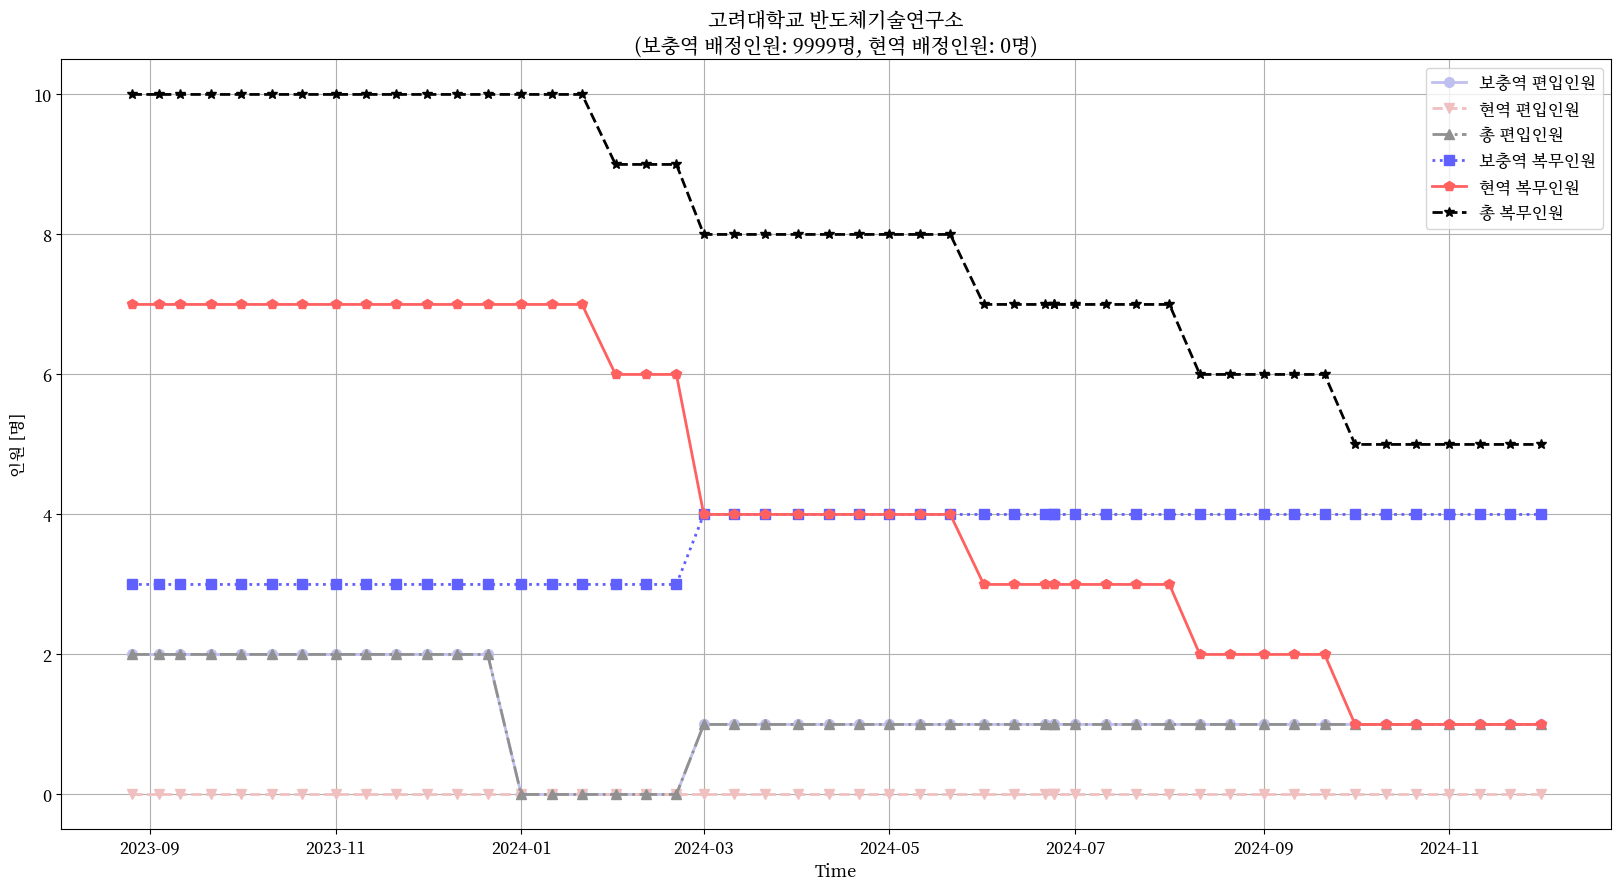 고려대학교 반도체기술연구소
(보충역 배정인원: 9999명, 현역 배정인원: 0명)
보충역 편입인원
현역 편입인원
총 편입인원
보충역 복무인원
현역 복무인원
총 복무인원
인원 [명]
10
8
6
4
2
0
2023-09 2023-11 2024-01 2024-03 2024-05 2024-07 2024-09 2024-11
Time